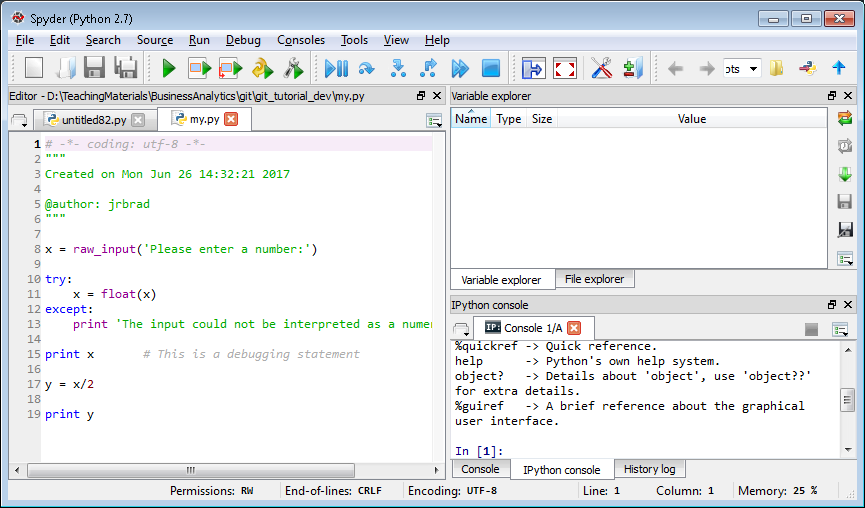 Spyder (Python 2.7)
File Edit Search Source Run Debug Consoles Tools View Help
pts
Editor - D:\TeachingMaterials\BusinessAnalytics\git\git_tutorial_dev\my.py
untitled82.py my.py
1 # -*- coding: utf-8 -*-
2 """
3 Created on Mon Jun 26 14:32:21 2017
4
5 @author: jrbrad
6 """
7
8 x = raw_input('Please enter a number:')
9
10 try:
11     x = float(x)
12 except:
13     print 'The input could not be interpreted as a nume
14
15 print x       # This is a debugging statement
16
17 y = x/2
18
19 print y
Variable explorer
Name Type Size Value
Variable explorer File explorer
IPython console
IP: Console 1/A
%quickref -> Quick reference.
help      -> Python's own help system.
object?   -> Details about 'object', use 'object??'
for extra details.
%guiref   -> A brief reference about the graphical
user interface.
In [1]:
Console IPython console History log
Permissions: RW End-of-lines: CRLF Encoding: UTF-8 Line: 1 Column: 1 Memory: 25 %